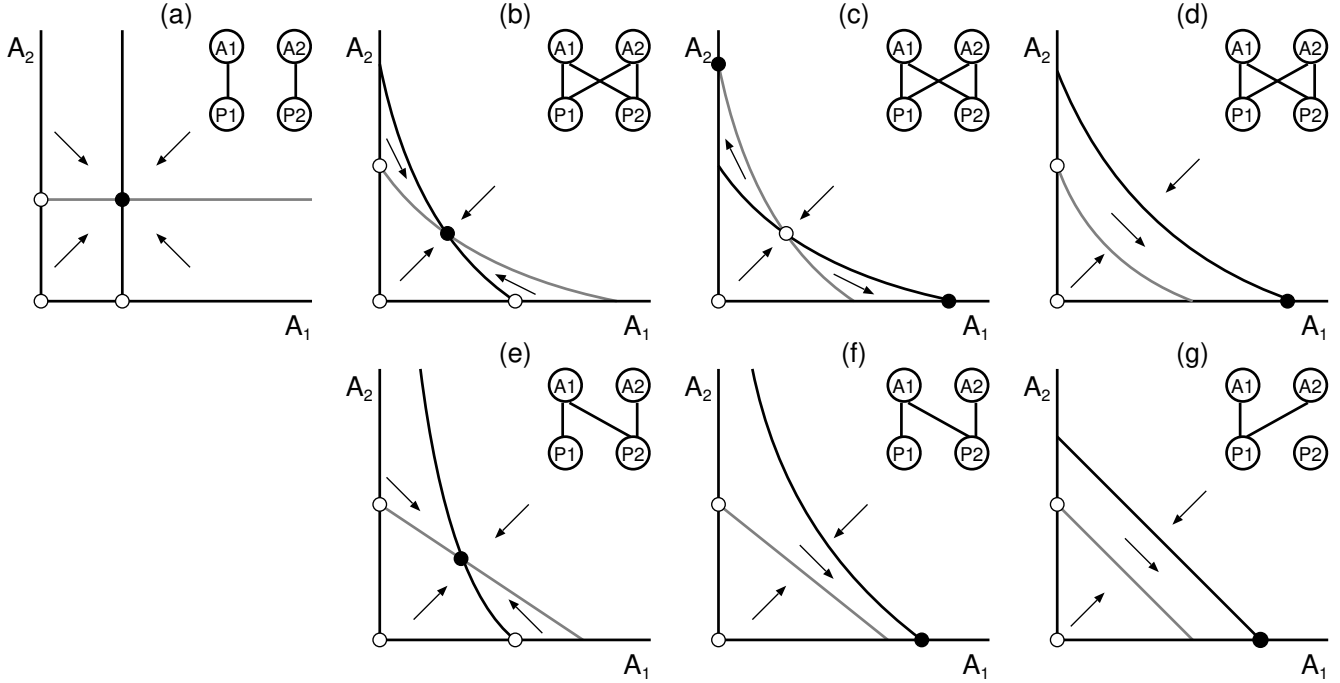 (a)
A₂
A1 A2
P1 P2
A₁
(b)
A₂
A1 A2
P1 P2
A₁
(c)
A₂
A1 A2
P1 P2
A₁
(d)
A₂
A1 A2
P1 P2
A₁
(e)
A₂
A1 A2
P1 P2
A₁
(f)
A₂
A1 A2
P1 P2
A₁
(g)
A₂
A1 A2
P1 P2
A₁